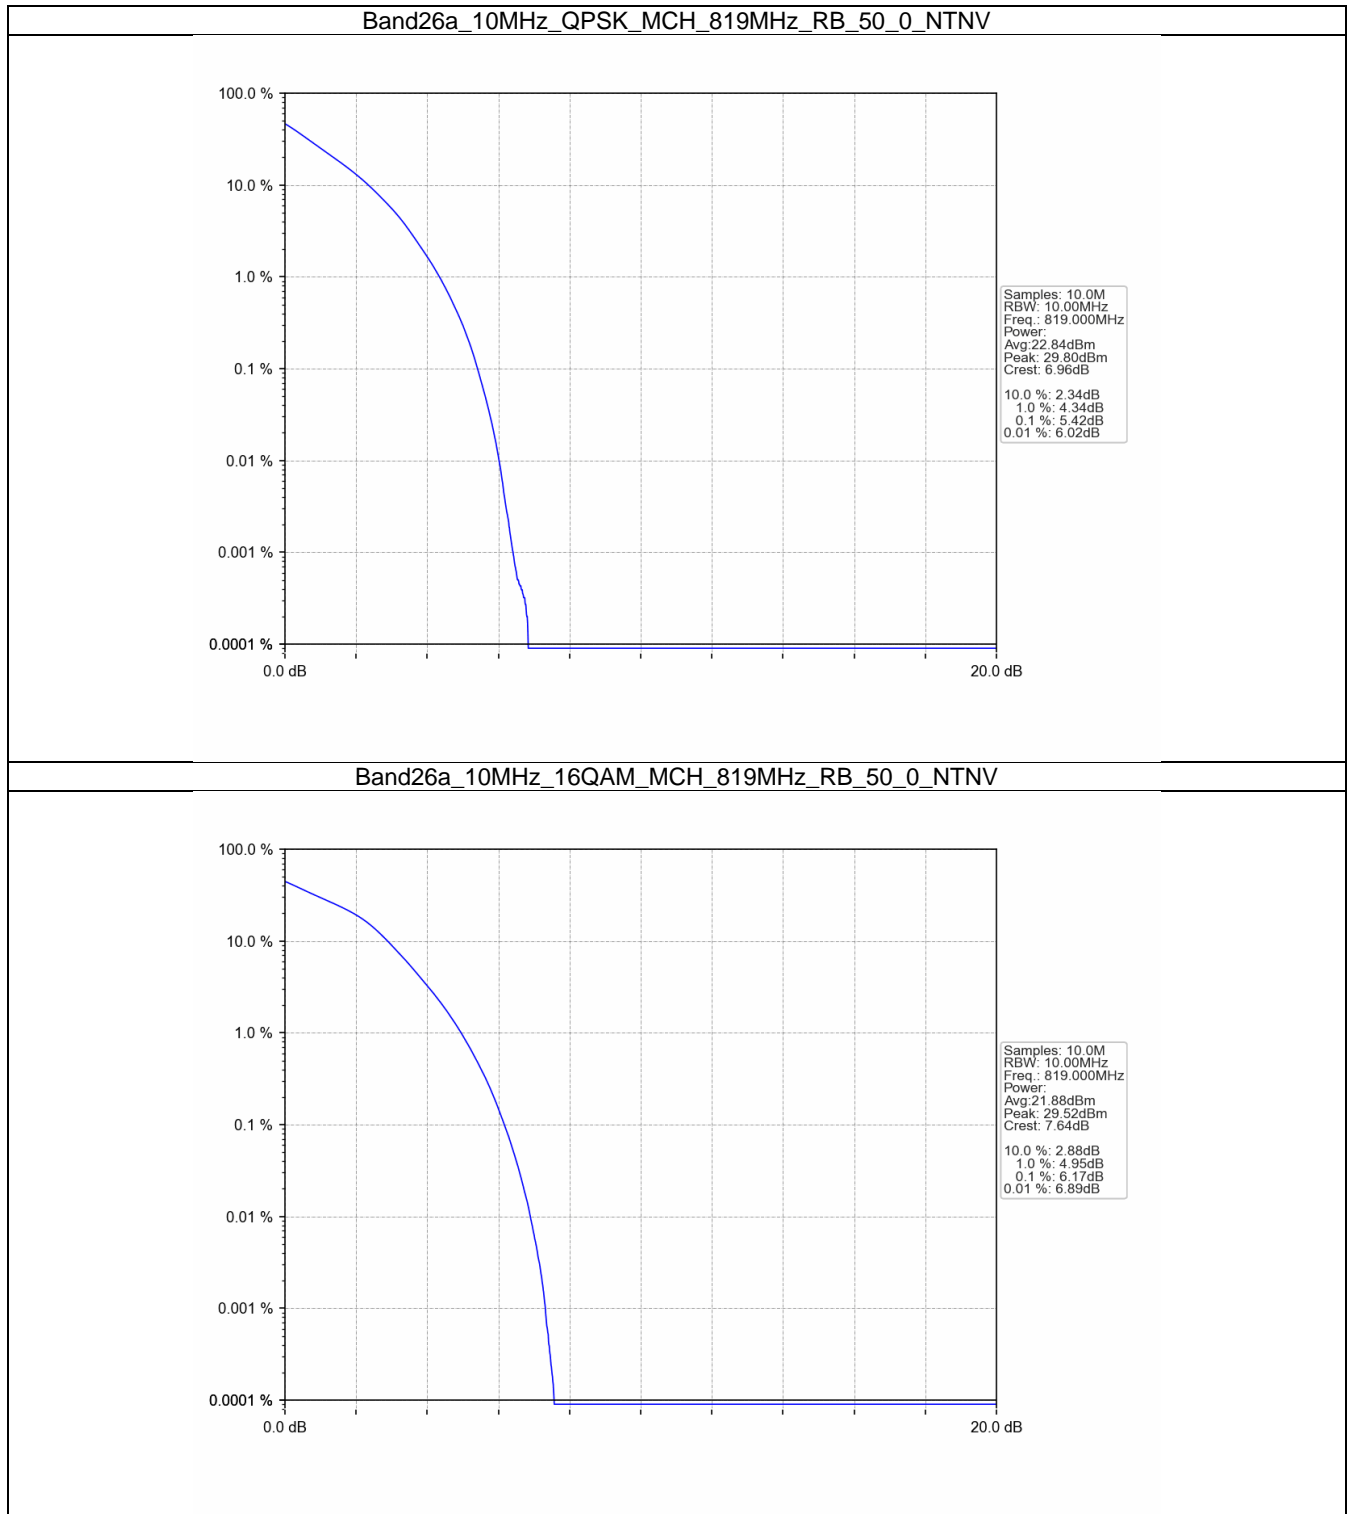 Band26a_10MHz_QPSK_MCH_819MHz_RB_50_0_NTNV
100.0 %
10.0 %
1.0 %
0.1 %
0.01 %
0.001 %
0.0001 %
0.0 dB
20.0 dB
Samples: 10.0M
RBW: 10.00MHz
Freq.: 819.000MHz
Power:
Avg:22.84dBm
Peak: 29.80dBm
Crest: 6.96dB
10.0 %: 2.34dB
1.0 %: 4.34dB
0.1 %: 5.42dB
0.01 %: 6.02dB
Band26a_10MHz_16QAM_MCH_819MHz_RB_50_0_NTNV
100.0 %
10.0 %
1.0 %
0.1 %
0.01 %
0.001 %
0.0001 %
0.0 dB
20.0 dB
Samples: 10.0M
RBW: 10.00MHz
Freq.: 819.000MHz
Power:
Avg:21.88dBm
Peak: 29.52dBm
Crest: 7.64dB
10.0 %: 2.88dB
1.0 %: 4.95dB
0.1 %: 6.17dB
0.01 %: 6.89dB